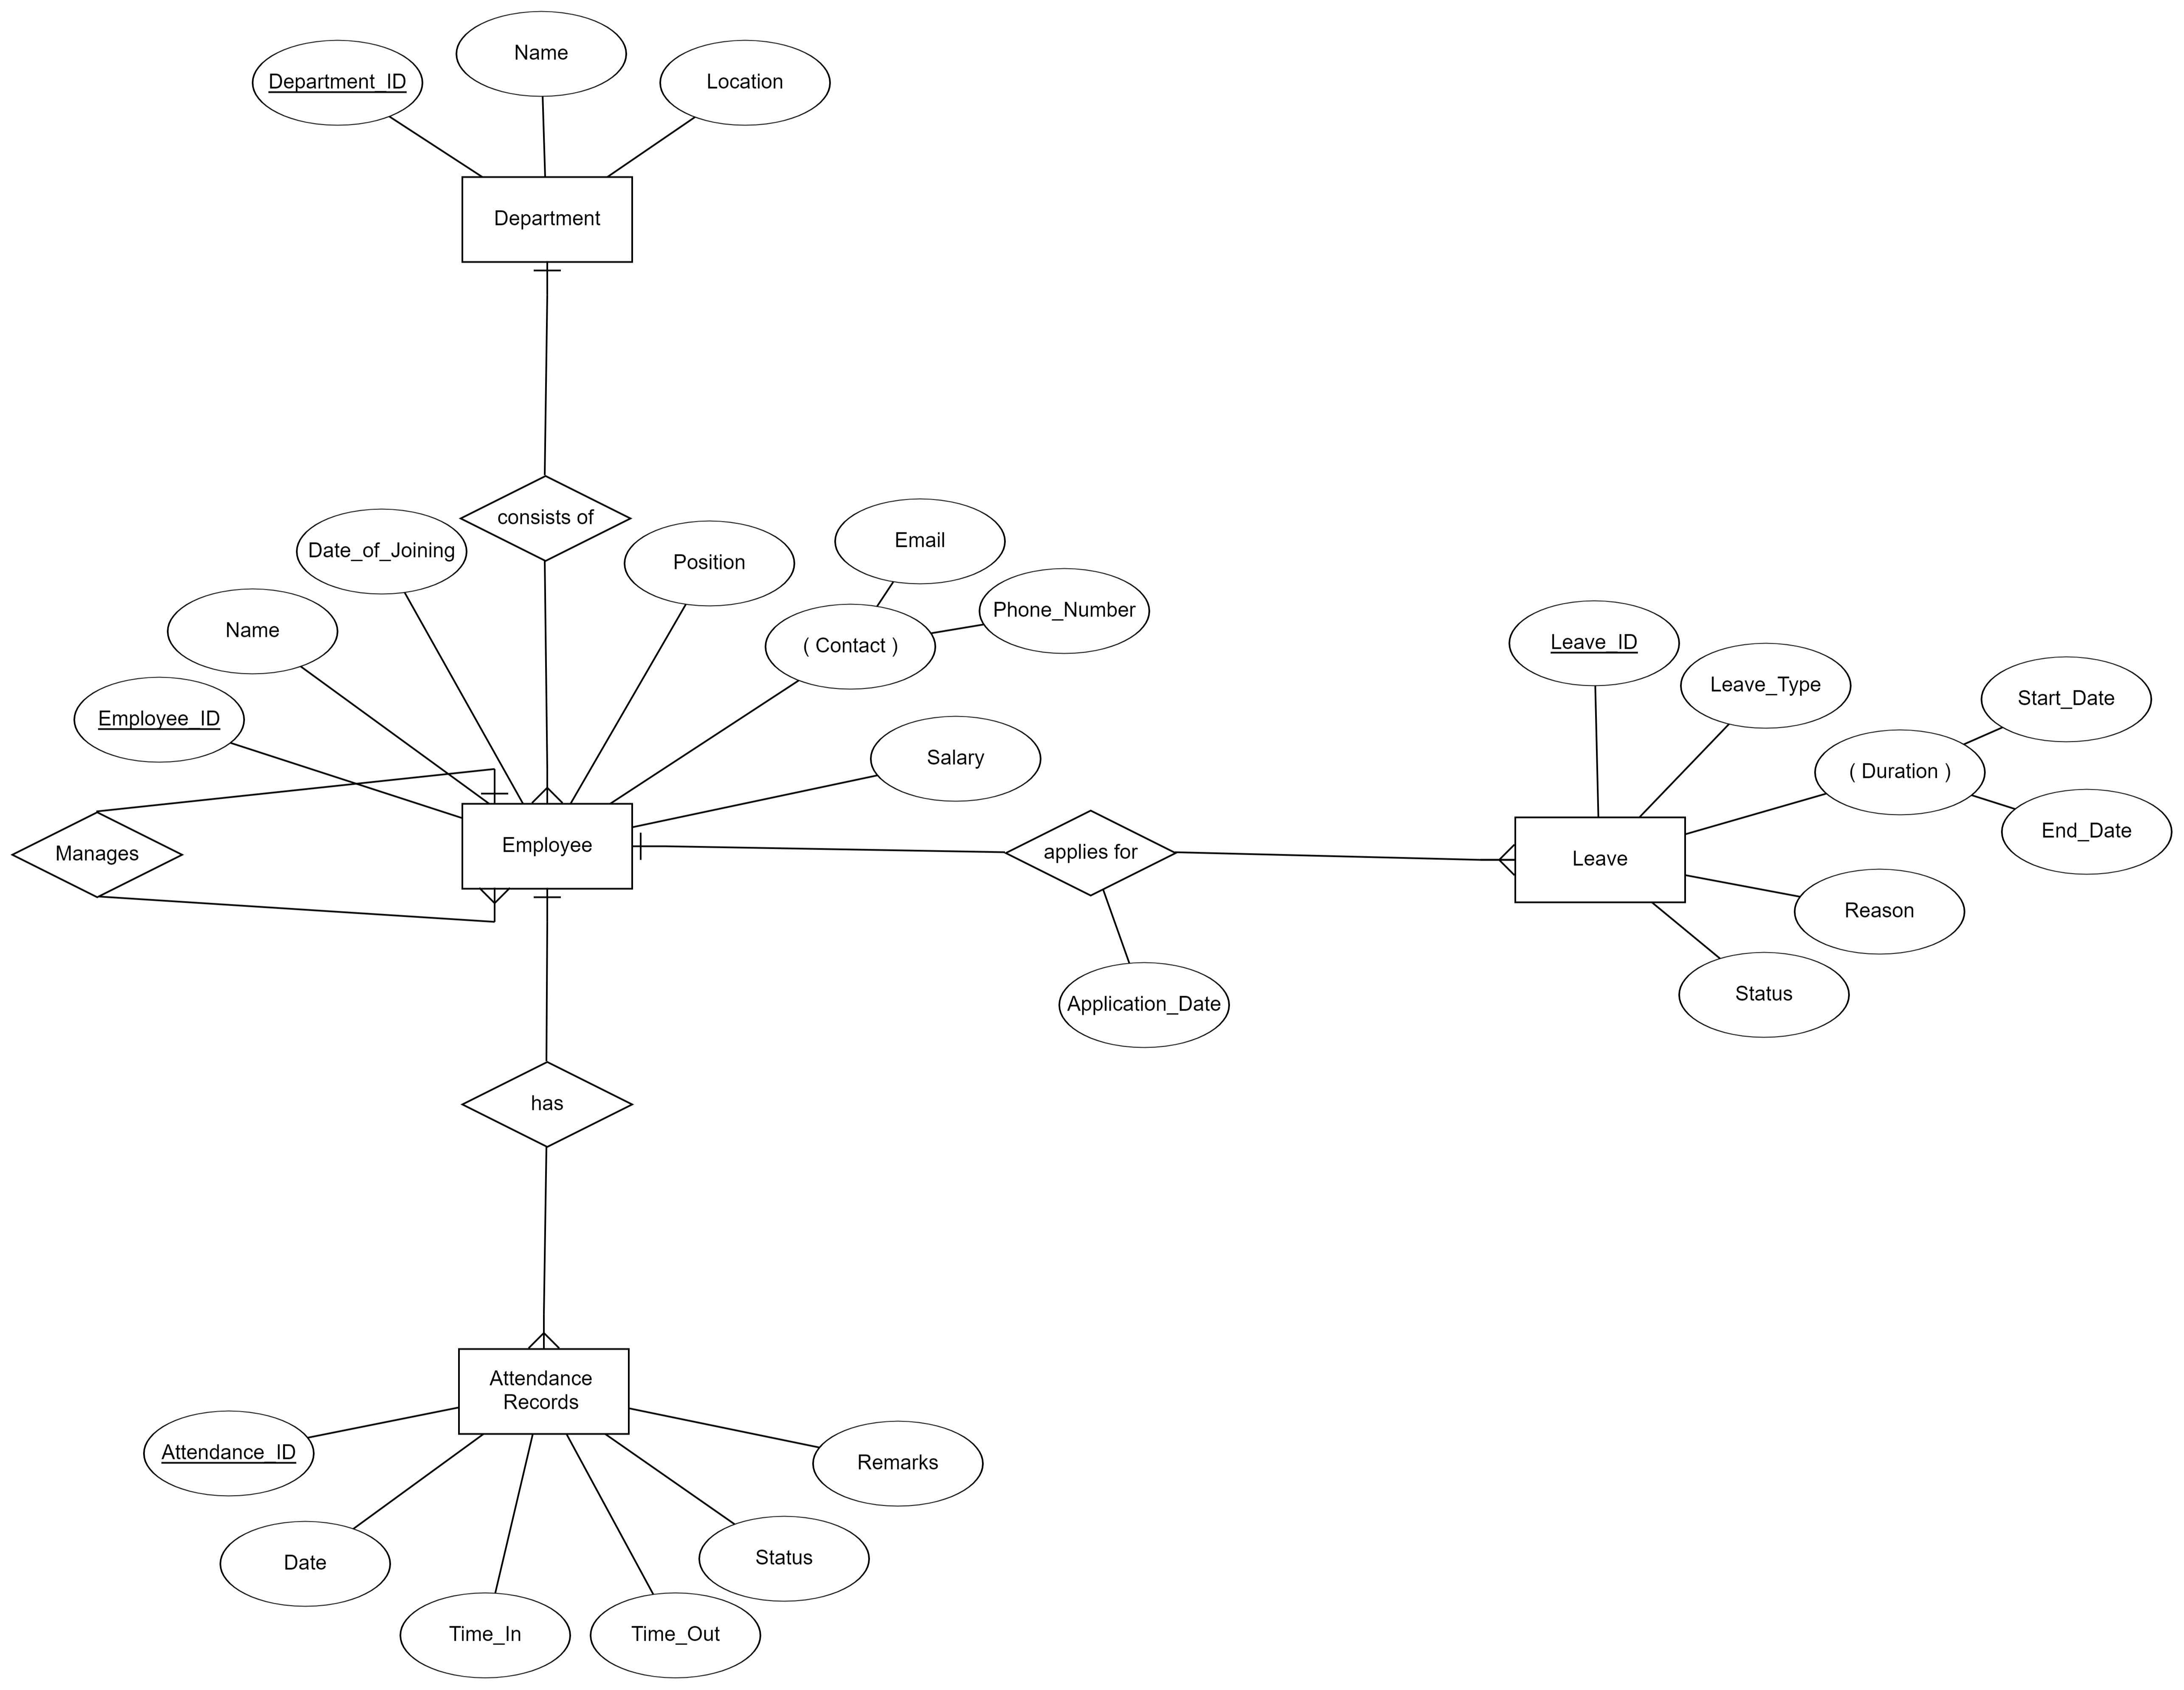 Name
Department_ID
Location
Department
consists of
Email
Date_of_Joining
Position
Phone_Number
Name
( Contact )
Leave_ID
Leave_Type
Start_Date
Employee_ID
Salary
( Duration )
End_Date
Manages
Employee
applies for
Leave
Reason
Application_Date
Status
has
Attendance
Records
Attendance_ID
Remarks
Date
Status
Time_In
Time_Out